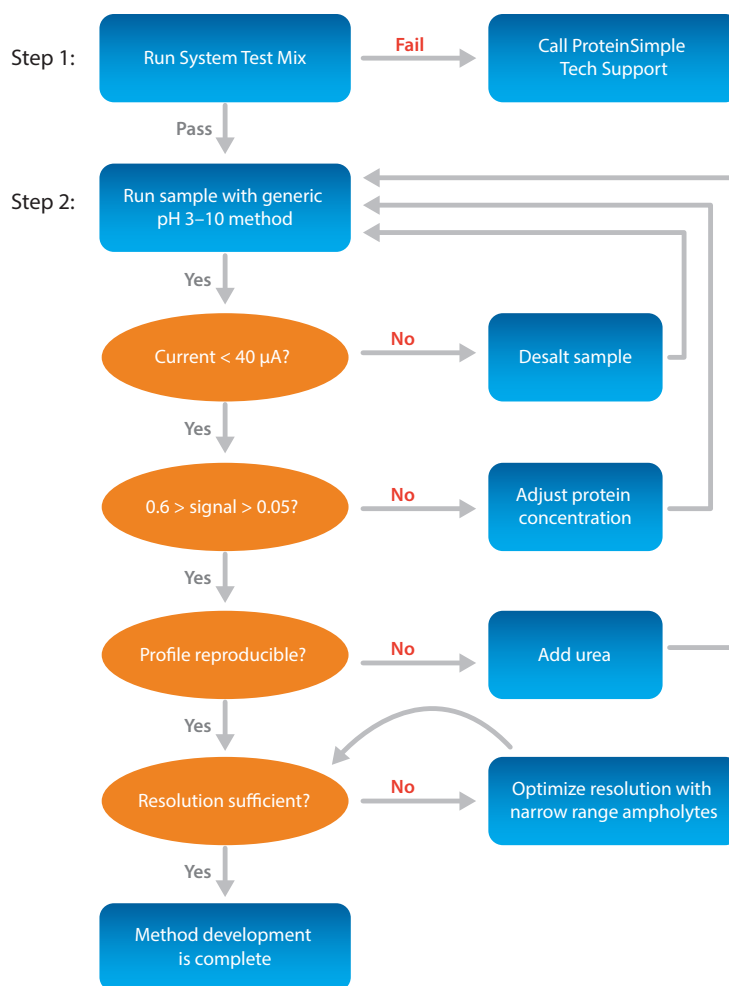 Step 1:
Run System Test Mix
Fail
Call ProteinSimple
Tech Support
Pass
Step 2:
Run sample with generic
pH 3–10 method
Yes
Current < 40 μA?
No
Desalt sample
Yes
0.6 > signal > 0.05?
No
Adjust protein
concentration
Yes
Profile reproducible?
No
Add urea
Yes
Resolution sufficient?
No
Optimize resolution with
narrow range ampholytes
Yes
Method development
is complete